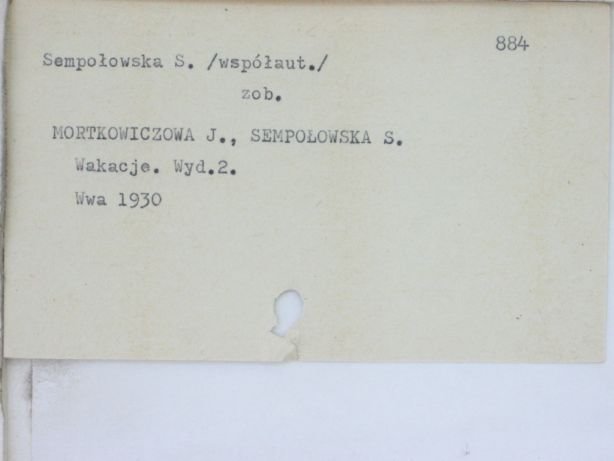 884
Sempołowska S. /współaut./
zob.
MORTKOWICZOWA J., SEMPOŁOWSKA S.
Wakacje. Wyd.2.
Wwa 1930